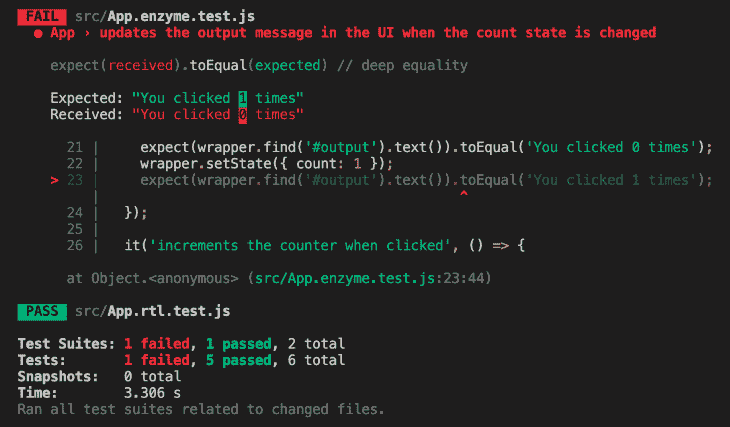 FAIL src/App.enzyme.test.js
● App › updates the output message in the UI when the count state is changed
expect(received).toEqual(expected) // deep equality
Expected: "You clicked 1 times"
Received: "You clicked 0 times"
21 | expect(wrapper.find('#output').text()).toEqual('You clicked 0 times');
22 | wrapper.setState({ count: 1 });
> 23 | expect(wrapper.find('#output').text()).toEqual('You clicked 1 times');
| ^
24 | });
25 |
26 | it('increments the counter when clicked', () => {
at Object.<anonymous> (src/App.enzyme.test.js:23:44)
PASS src/App.rtl.test.js
Test Suites: 1 failed, 1 passed, 2 total
Tests: 1 failed, 5 passed, 6 total
Snapshots: 0 total
Time: 3.306 s
Ran all test suites related to changed files.